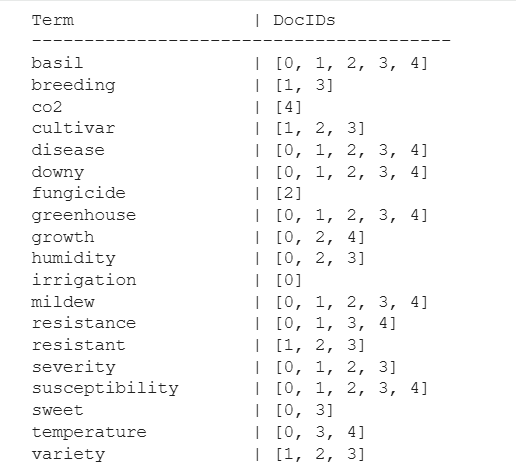 Term | DocIDs
----------------------------------------
basil | [0, 1, 2, 3, 4]
breeding | [1, 3]
co2 | [4]
cultivar | [1, 2, 3]
disease | [0, 1, 2, 3, 4]
downy | [0, 1, 2, 3, 4]
fungicide | [2]
greenhouse | [0, 1, 2, 3, 4]
growth | [0, 2, 4]
humidity | [0, 2, 3]
irrigation | [0]
mildew | [0, 1, 2, 3, 4]
resistance | [0, 1, 3, 4]
resistant | [1, 2, 3]
severity | [0, 1, 2, 3]
susceptibility | [0, 1, 2, 3, 4]
sweet | [0, 3]
temperature | [0, 3, 4]
variety | [1, 2, 3]